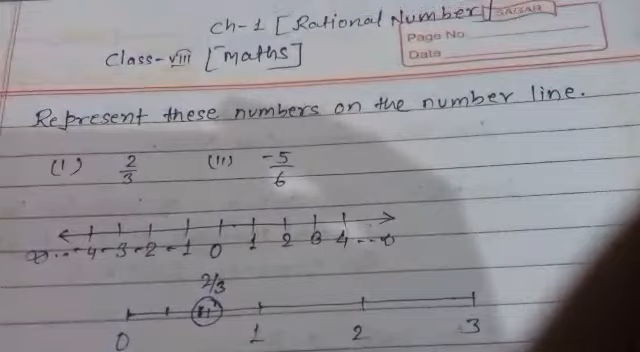 Ch-1 [Rational Number]
SAGAR
Page No
Class-viii [Maths]
Date
Represent these numbers on the number line.
(i) 2/3 (ii) -5/6
∞...-4 -3 -2 -1 0 1 2 3 4...∞
2/3
0 1 2 3